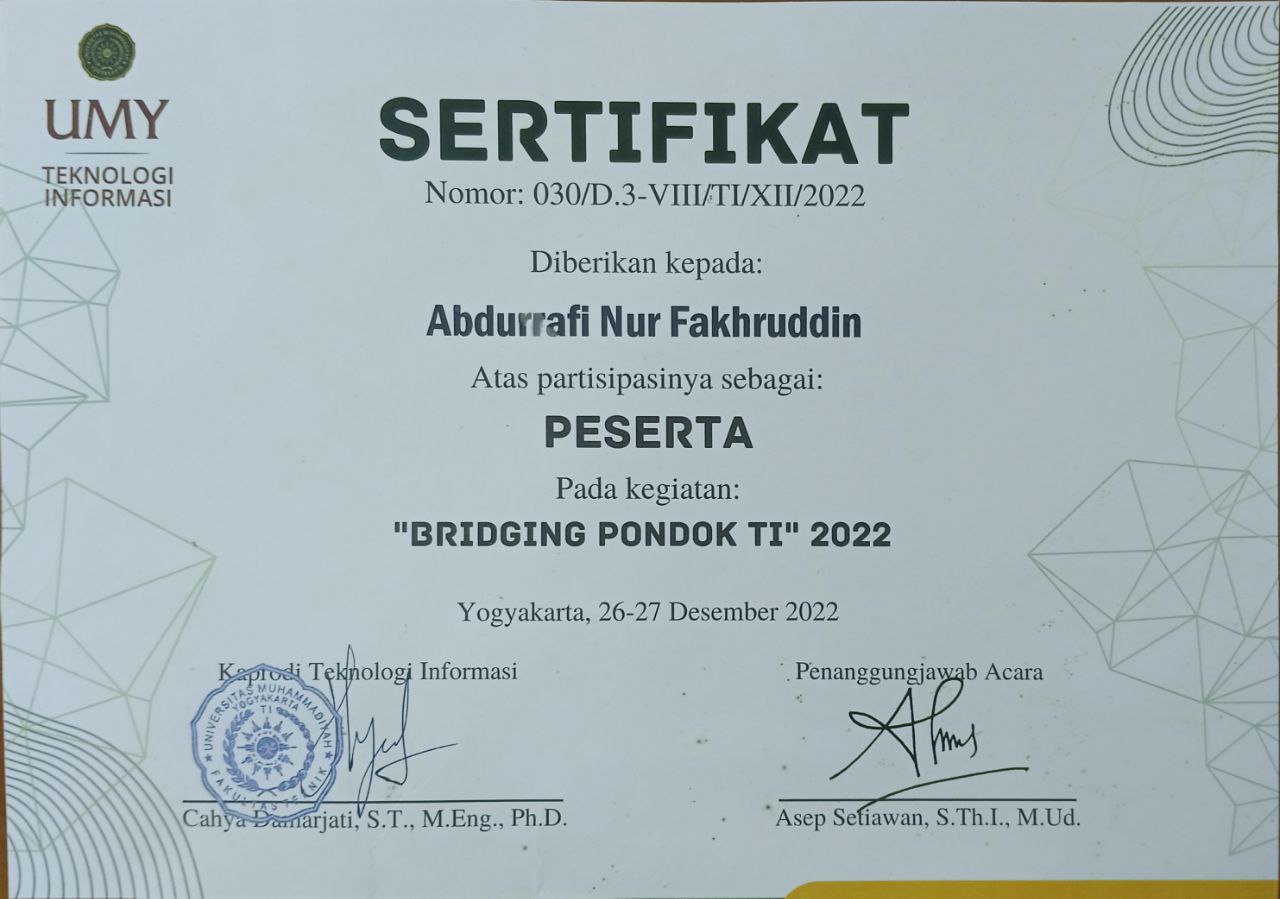 UMY
TEKNOLOGI
INFORMASI
SERTIFIKAT
Nomor: 030/D.3-VIII/TI/XII/2022
Diberikan kepada:
Abdurrafi Nur Fakhruddin
Atas partisipasinya sebagai:
PESERTA
Pada kegiatan:
"BRIDGING PONDOK TI" 2022
Yogyakarta, 26-27 Desember 2022
Kaprodi Teknologi Informasi
UNIVERSITAS MUHAMMADIYAH
YOGYAKARTA
TI
FAKULTAS TEKNIK
Cahya Damarjati, S.T., M.Eng., Ph.D.
Penanggungjawab Acara
Asep Setiawan, S.Th.I., M.Ud.